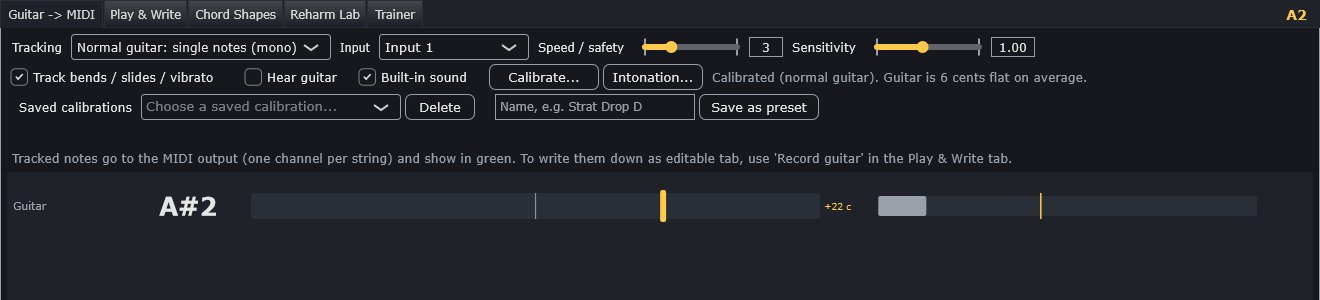 Guitar -> MIDI Play & Write Chord Shapes Reharm Lab Trainer A2
Tracking Normal guitar: single notes (mono) Input Input 1 Speed / safety 3 Sensitivity 1.00
Track bends / slides / vibrato Hear guitar Built-in sound Calibrate... Intonation... Calibrated (normal guitar). Guitar is 6 cents flat on average.
Saved calibrations Choose a saved calibration... Delete Name, e.g. Strat Drop D Save as preset
Tracked notes go to the MIDI output (one channel per string) and show in green. To write them down as editable tab, use 'Record guitar' in the Play & Write tab.
Guitar A#2 +22 c